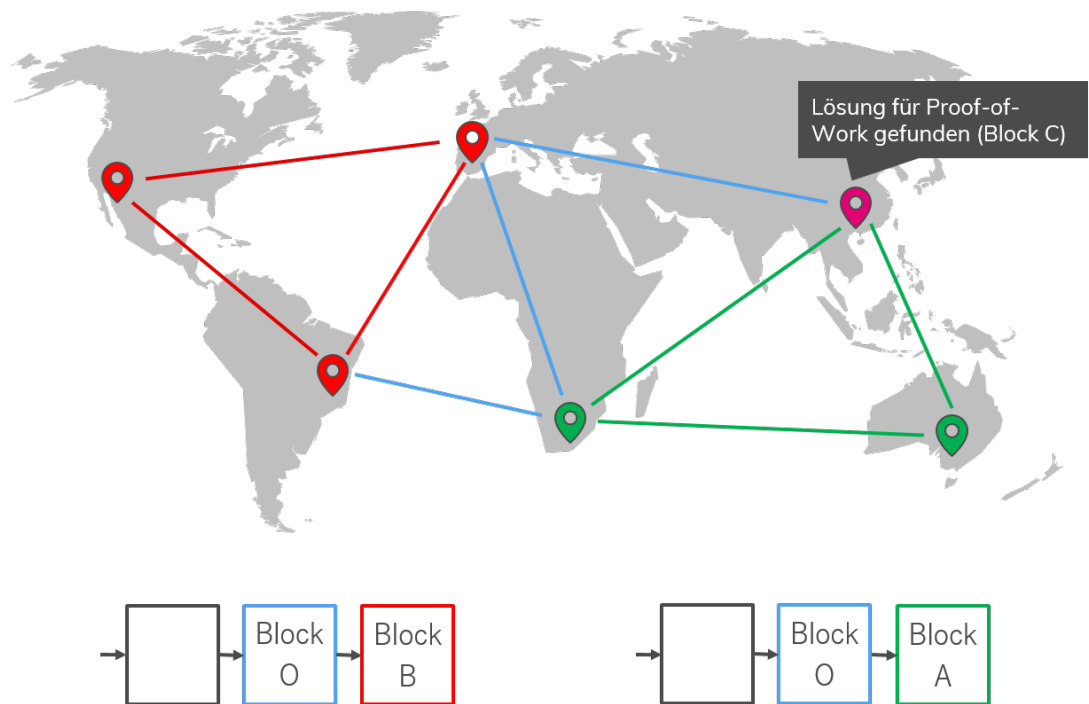 Lösung für Proof-of-
Work gefunden (Block C)
Block
O
Block
B
Block
O
Block
A